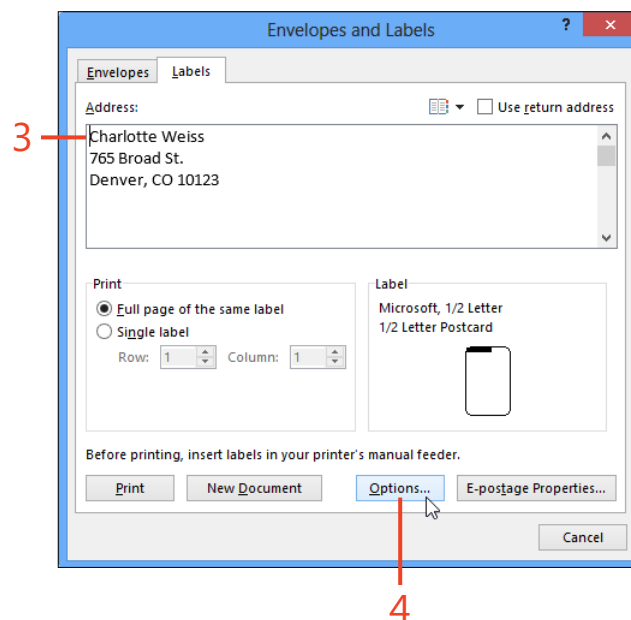 Envelopes and Labels ? ×
Envelopes Labels
Address: Use return address
3
Charlotte Weiss
765 Broad St.
Denver, CO 10123
Print
Full page of the same label
Single label
Row: 1 Column: 1
Label
Microsoft, 1/2 Letter
1/2 Letter Postcard
Before printing, insert labels in your printer's manual feeder.
Print New Document Options... E-postage Properties...
Cancel
4